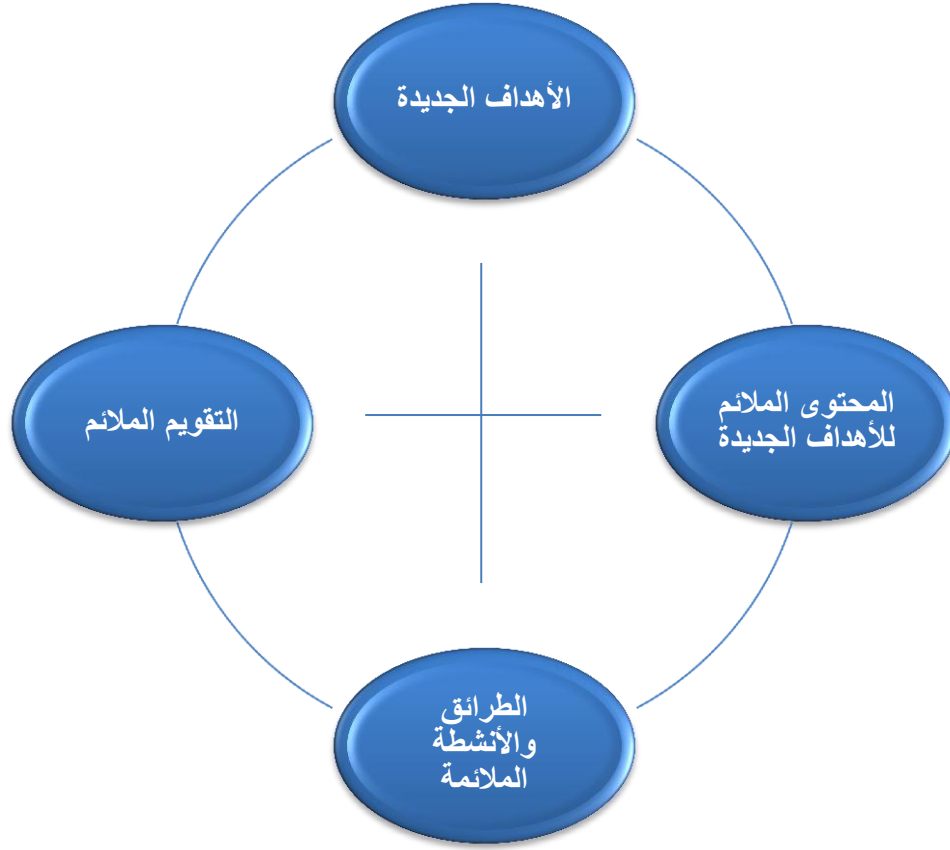 الأهداف الجديدة
المحتوى الملائم
للأهداف الجديدة
الطرائق
والأنشطة
الملائمة
التقويم الملائم